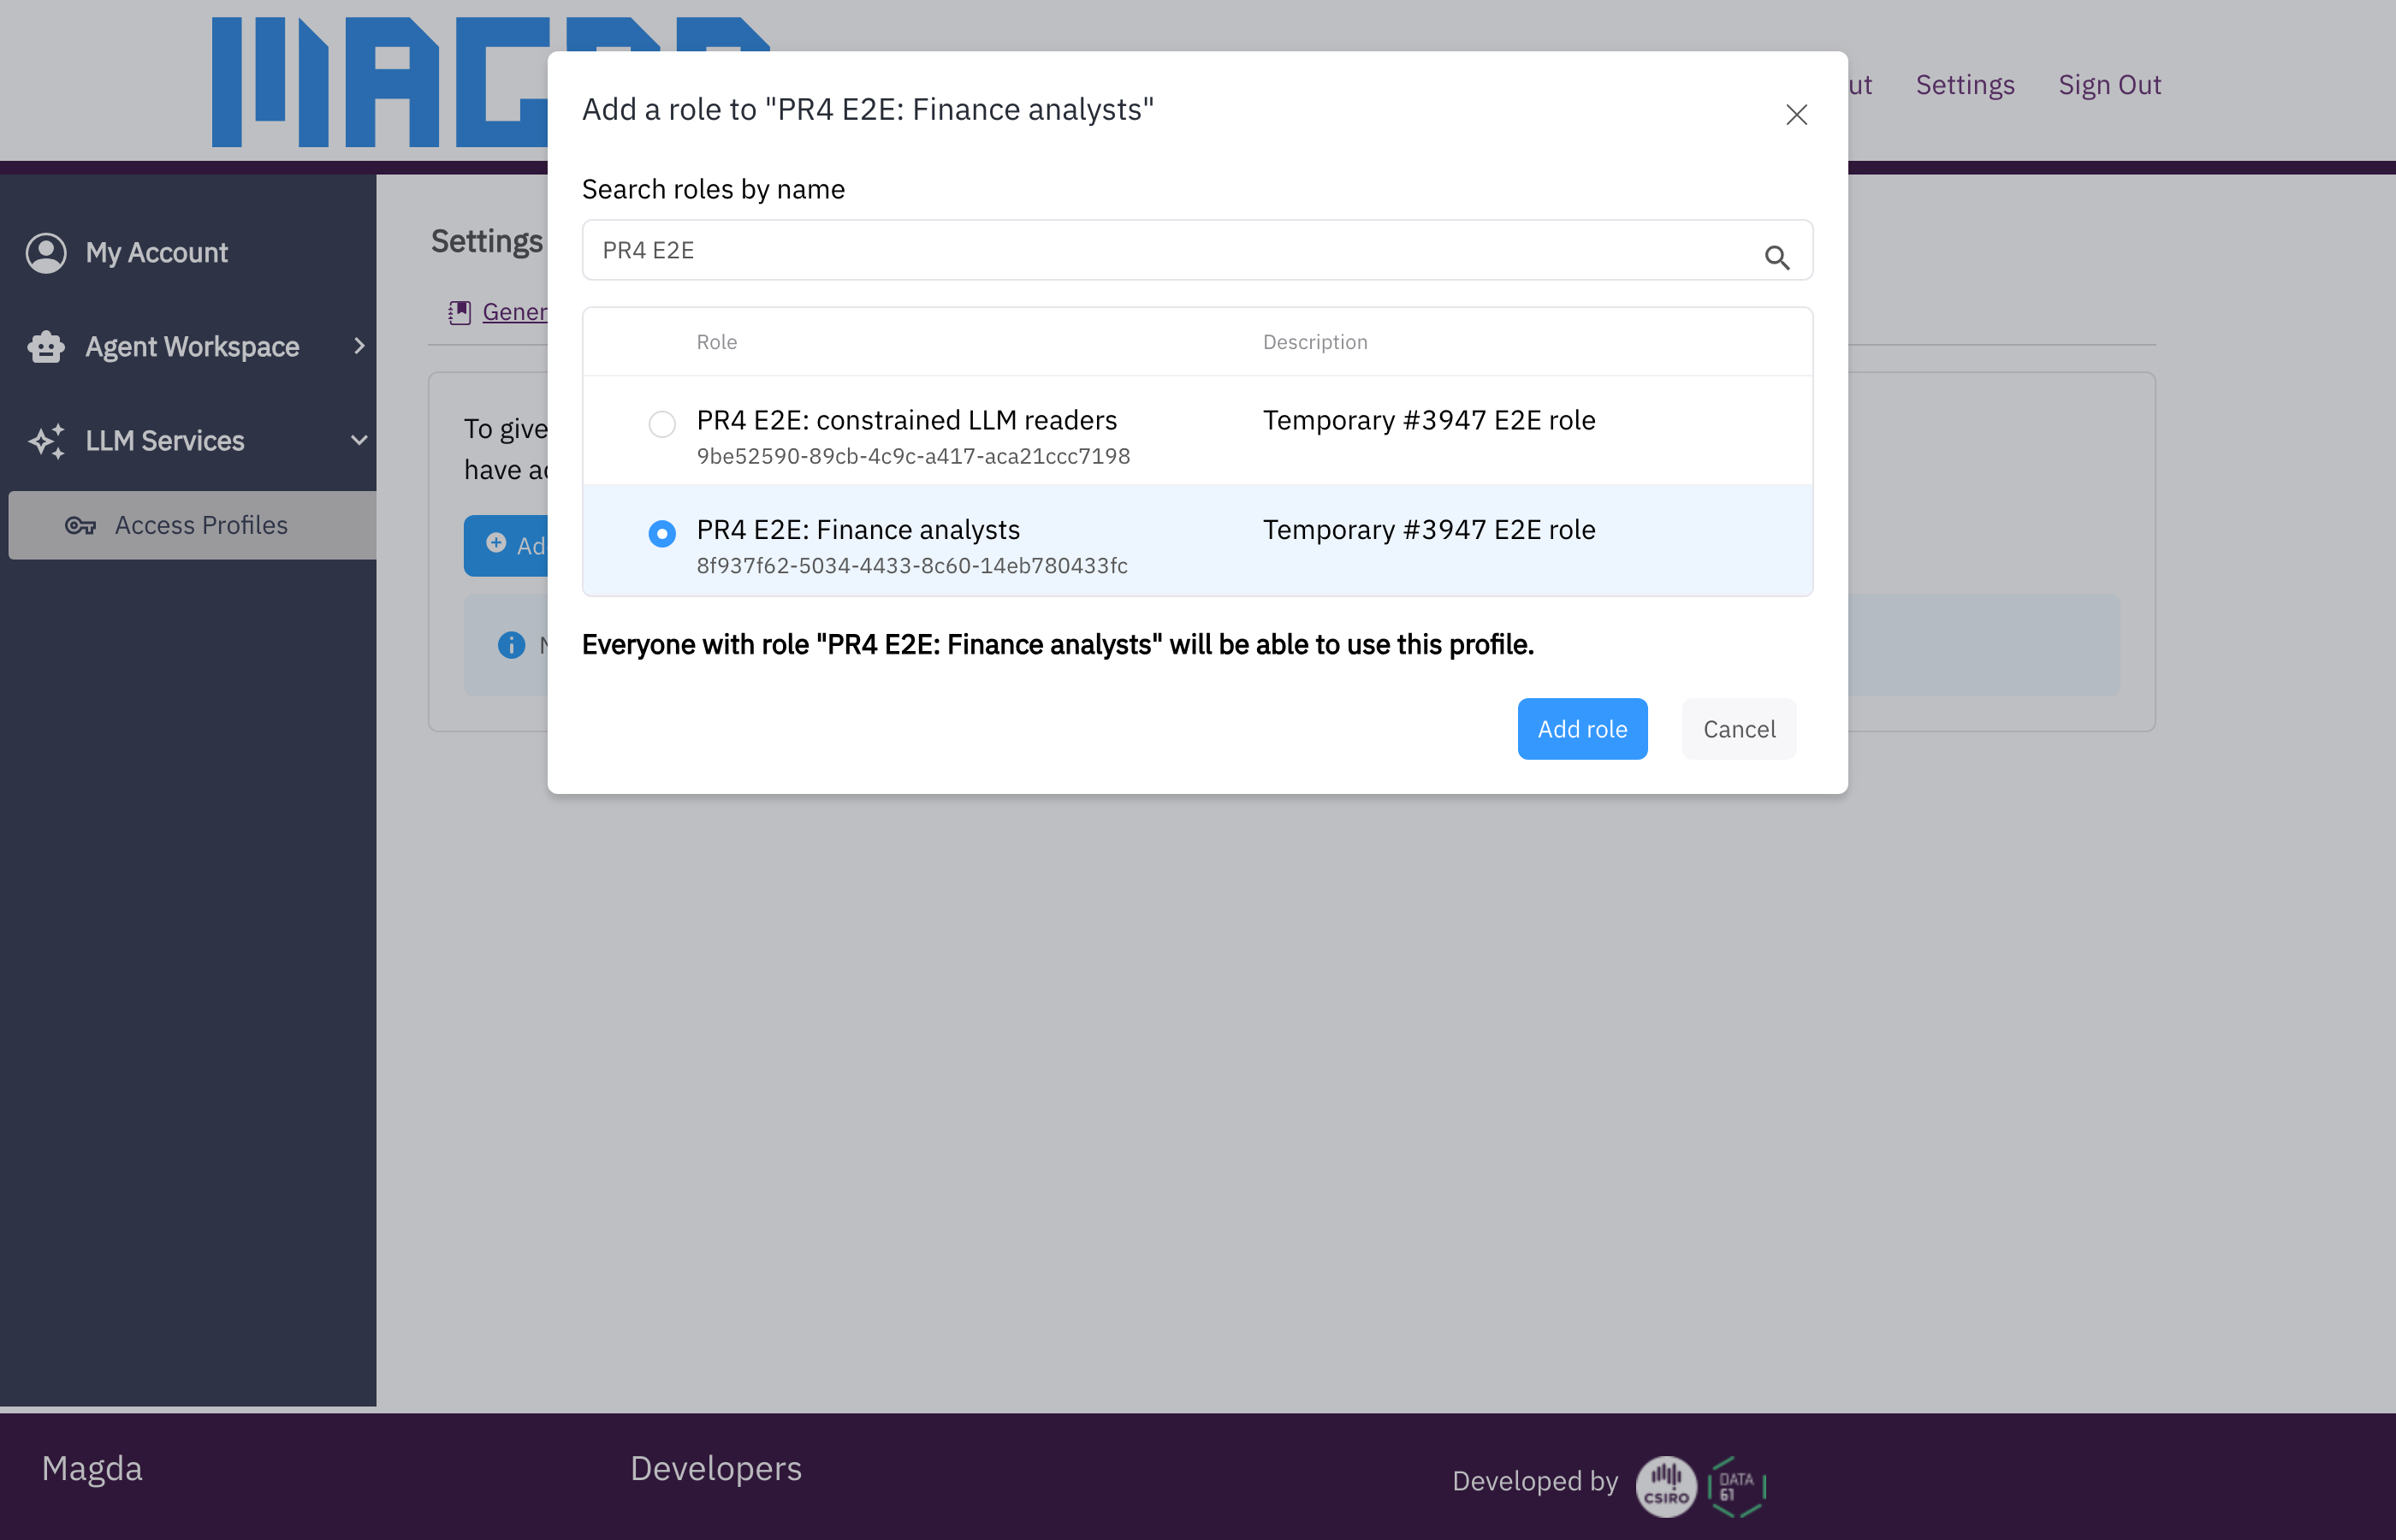 Add a role to "PR4 E2E: Finance analysts"
Settings
Sign Out
Search roles by name
PR4 E2E
My Account
Settings
Agent Workspace
LLM Services
Access Profiles
To give
have
Role
Description
PR4 E2E: constrained LLM readers
Temporary #3947 E2E role
9be52590-89cb-4c9c-a417-aca21ccc7198
PR4 E2E: Finance analysts
Temporary #3947 E2E role
8f937f62-5034-4433-8c60-14eb780433fc
Everyone with role "PR4 E2E: Finance analysts" will be able to use this profile.
Add role
Cancel
Magda
Developers
Developed by
CSIRO
DATA
61